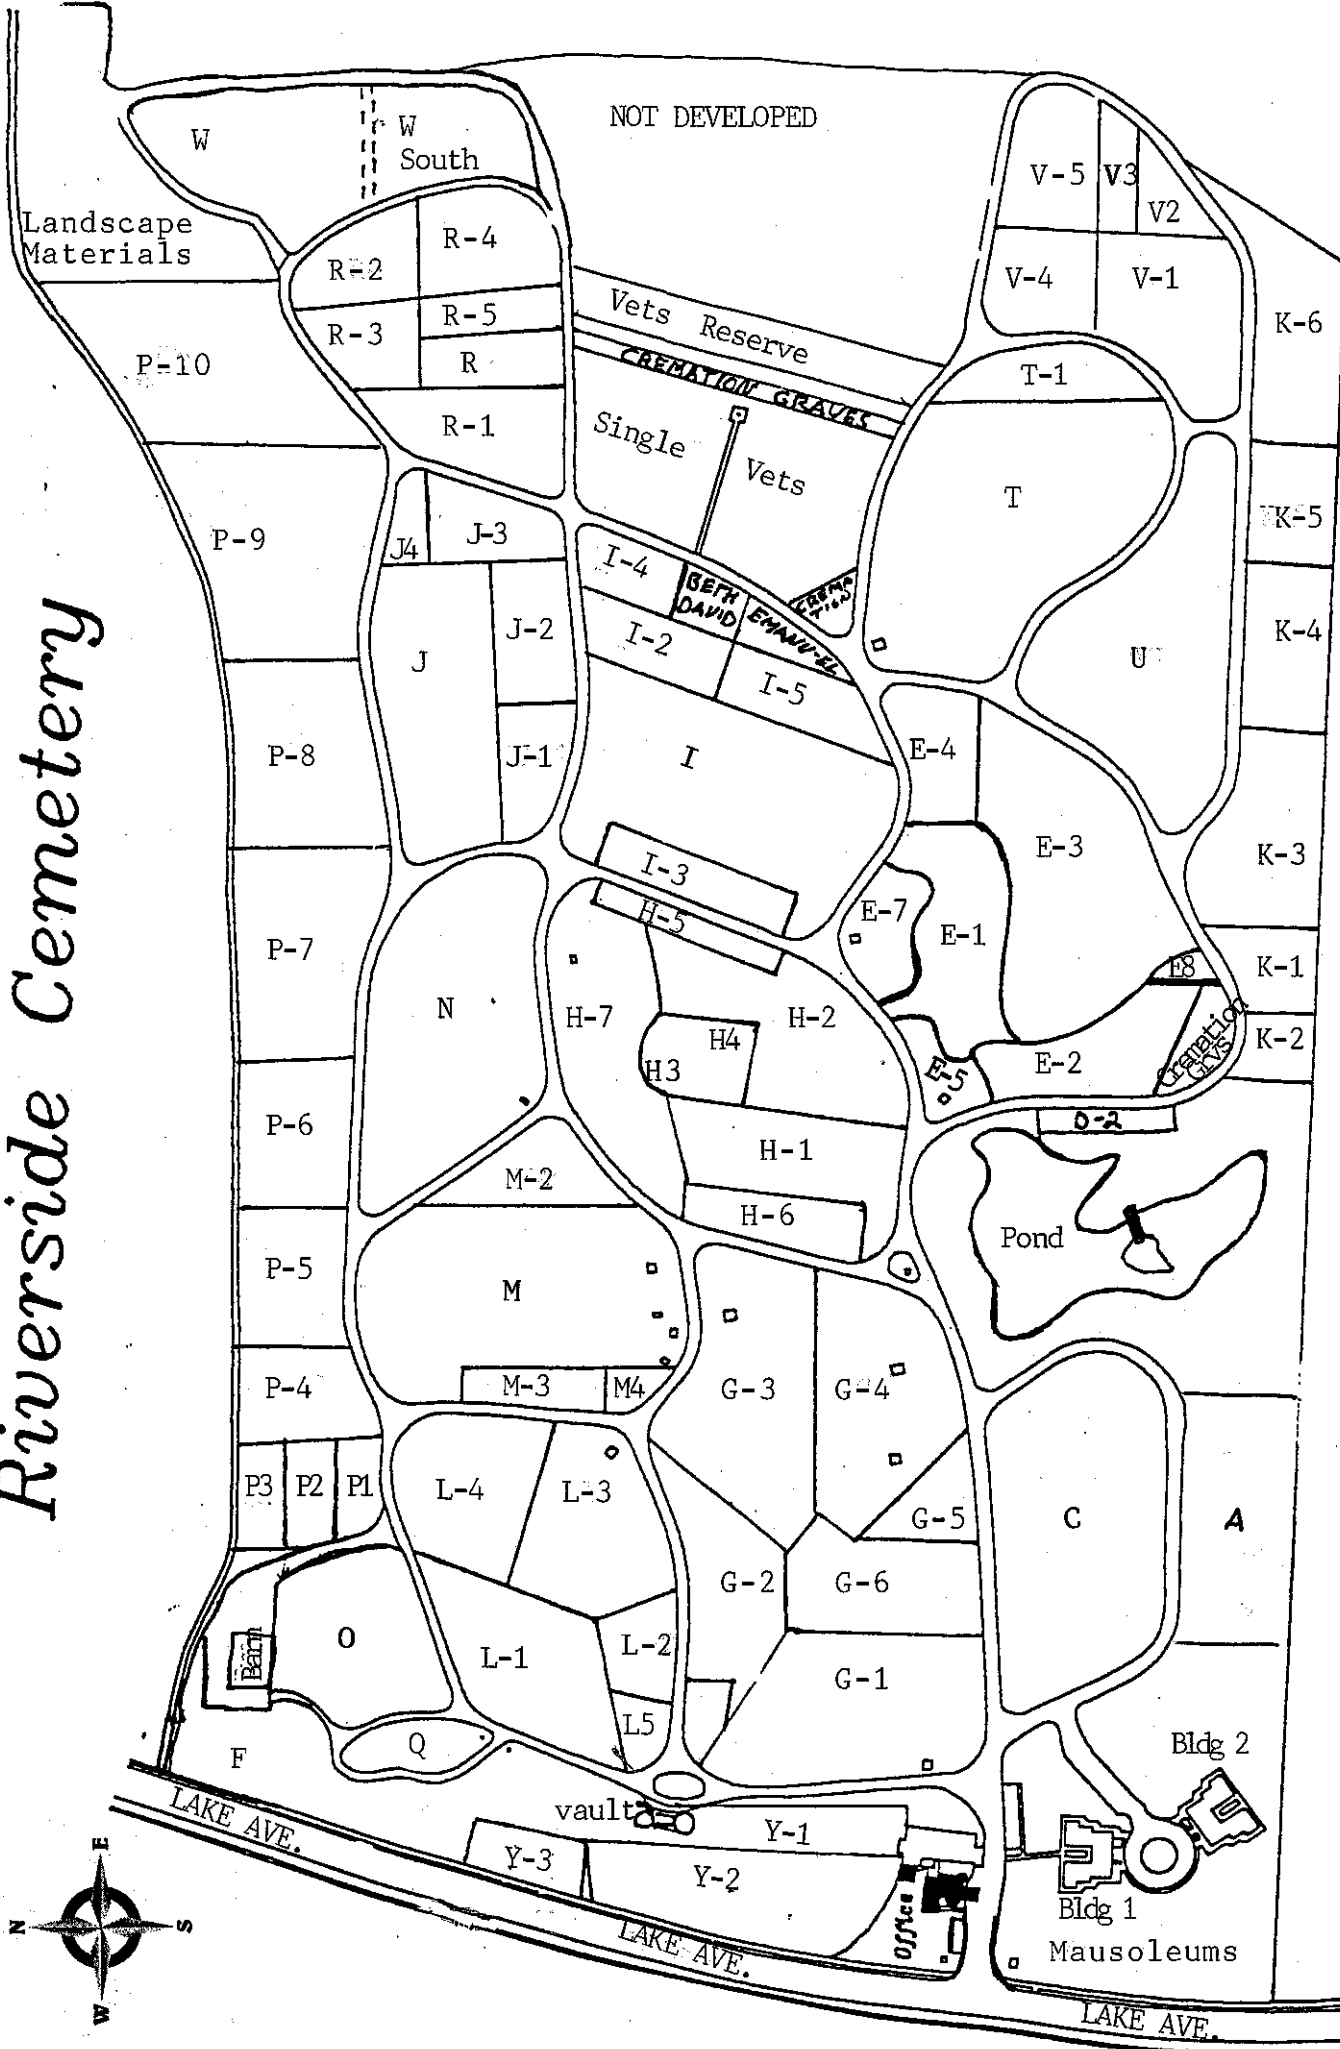 Riverside Cemetery
NOT DEVELOPED
W
W
South
Landscape
Materials
V-5
V3
V2
V-4
V-1
R-4
R-2
R-5
R-3
R
R-1
Vets Reserve
CREMATION GRAVES
Single
Vets
K-6
T-1
T
K-5
P-10
P-9
J4
J-3
I-4
BETH
DAVID
EMANU-EL
CREMA
TION
J-2
I-2
I-5
K-4
U
J
P-8
J-1
I
E-4
E-3
K-3
I-3
H-5
E-7
E-1
P-7
N
H-7
H-2
E8
K-1
H4
H3
Cremation
Grvs
K-2
E-5
E-2
D-2
P-6
H-1
M-2
H-6
Pond
P-5
M
P-4
M-3
M4
G-3
G-4
P3
P2
P1
L-4
L-3
G-5
C
A
G-2
G-6
Barn
O
L-1
L-2
G-1
L5
F
Q
Bldg 2
LAKE AVE.
vault
Y-1
Y-3
Y-2
Office
Bldg 1
Mausoleums
LAKE AVE.
LAKE AVE.
E
N
S
W